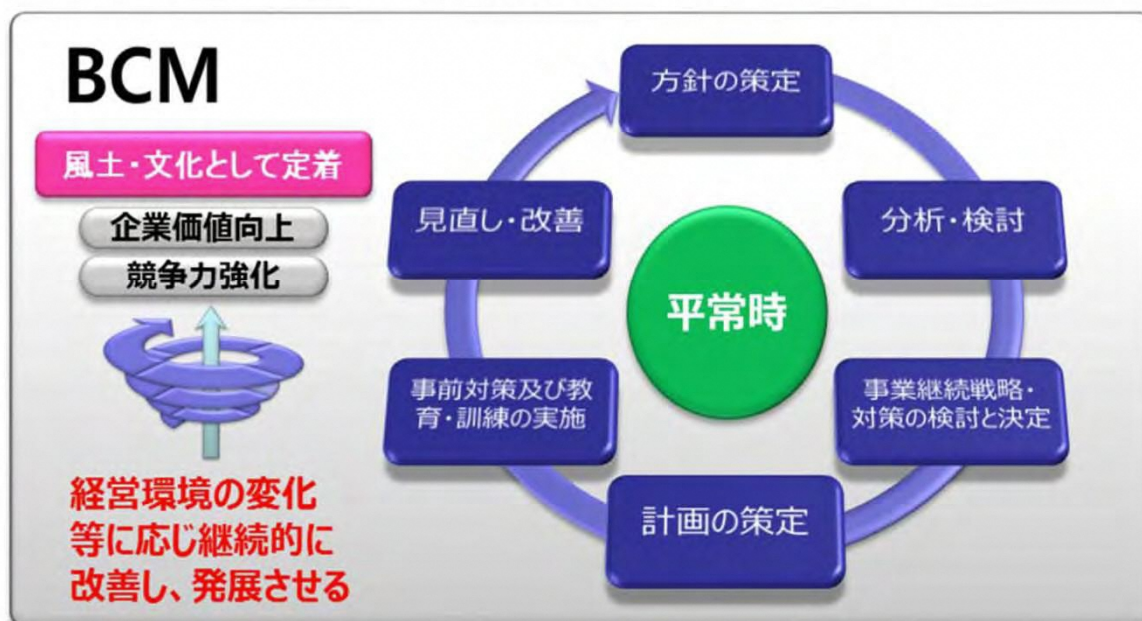 BCM
風土・文化として定着
企業価値向上
競争力強化
経営環境の変化
等に応じ継続的に
改善し、発展させる
方針の策定
分析・検討
事業継続戦略・
対策の検討と決定
計画の策定
事前対策及び教
育・訓練の実施
見直し・改善
平常時